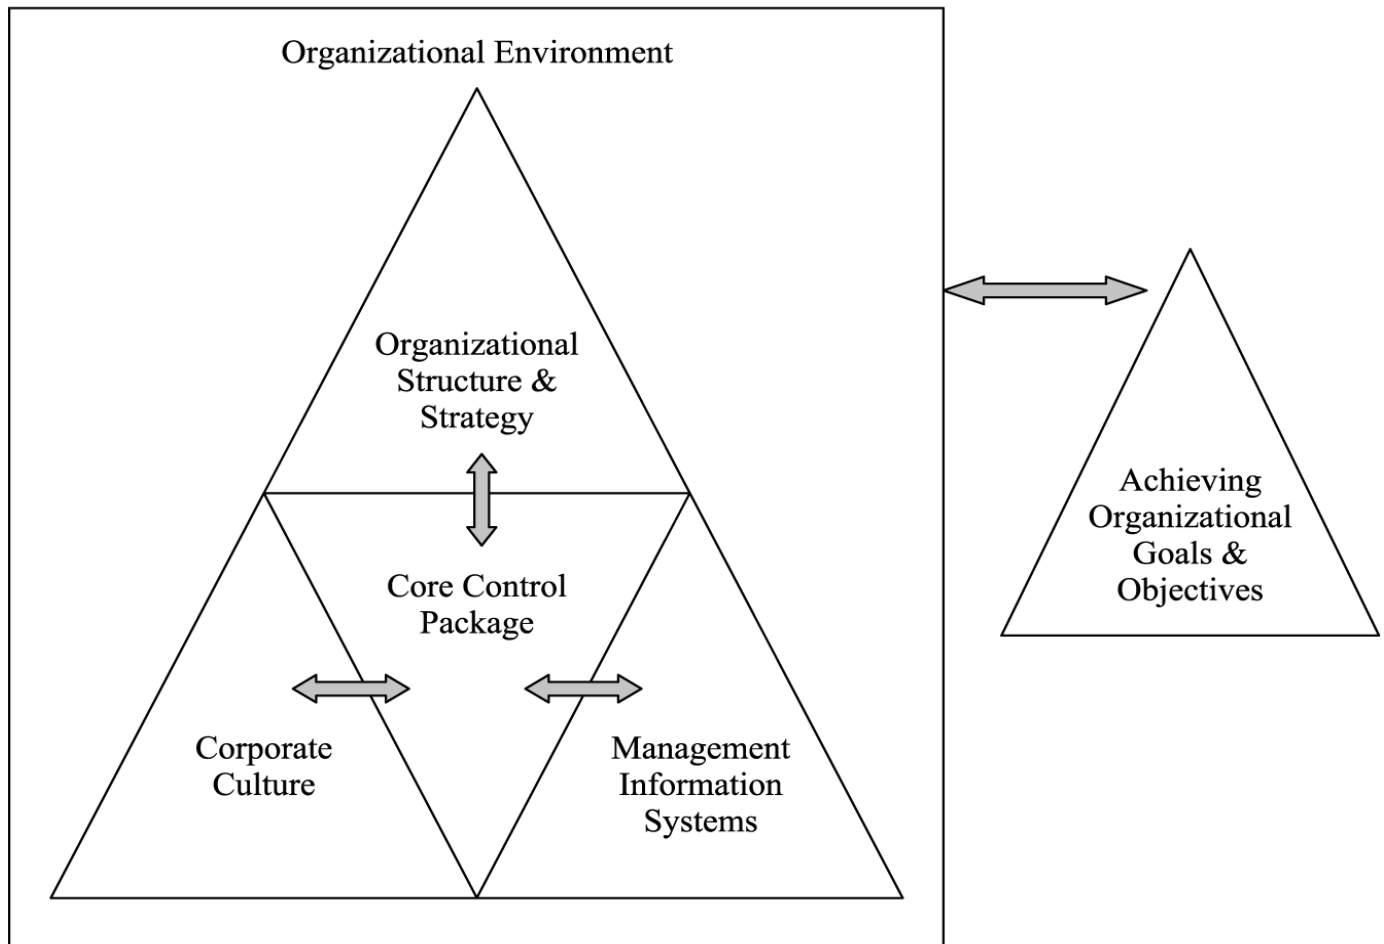 Organizational Environment
Organizational
Structure &
Strategy
Core Control
Package
Corporate
Culture
Management
Information
Systems
Achieving
Organizational
Goals &
Objectives